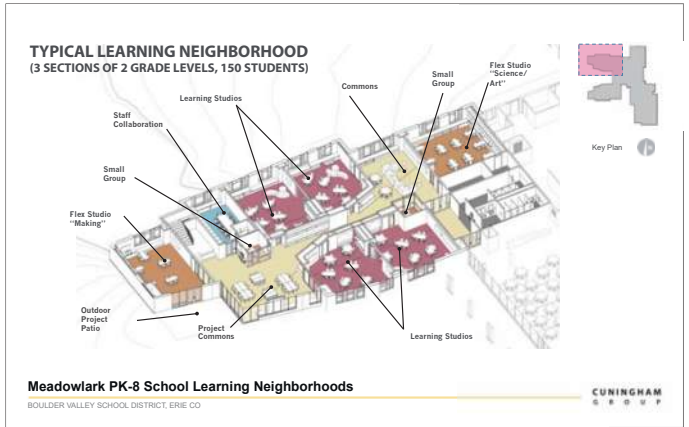 TYPICAL LEARNING NEIGHBORHOOD
(3 SECTIONS OF 2 GRADE LEVELS, 150 STUDENTS)
Learning Studios
Commons
Small
Group
Flex Studio
"Science/
Art"
Staff
Collaboration
Small
Group
Flex Studio
"Making"
Outdoor
Project
Patio
Project
Commons
Learning Studios
Key Plan
Meadowlark PK-8 School Learning Neighborhoods
BOULDER VALLEY SCHOOL DISTRICT, ERIE CO
CUNINGHAM
G R O U P